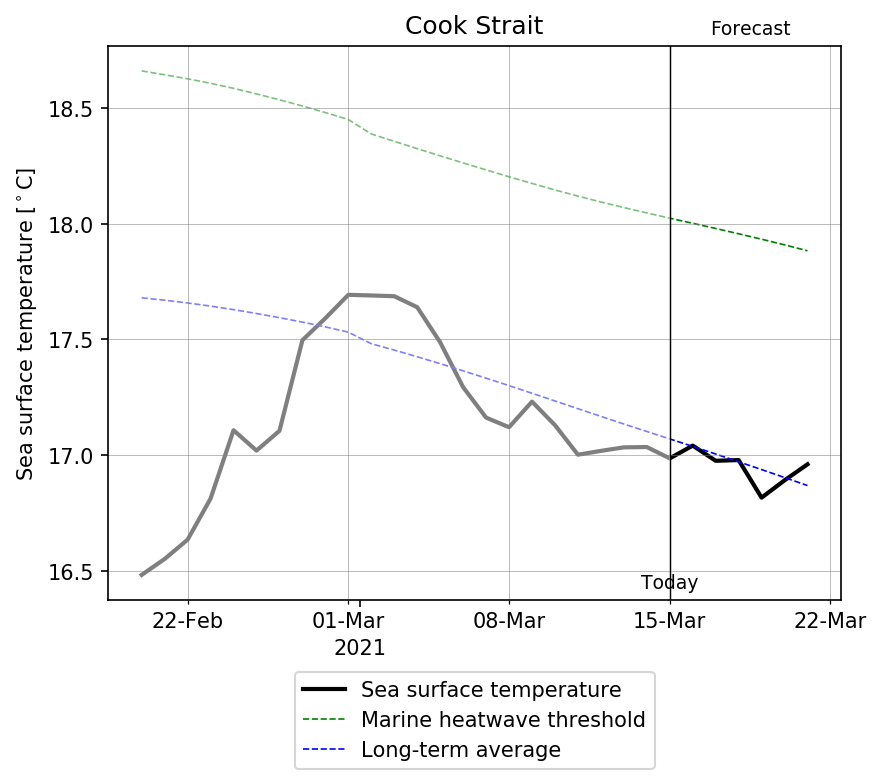 Cook Strait
Forecast
Sea surface temperature [°C]
18.5
18.0
17.5
17.0
16.5
Today
22-Feb
01-Mar
08-Mar
15-Mar
22-Mar
2021
Sea surface temperature
Marine heatwave threshold
Long-term average